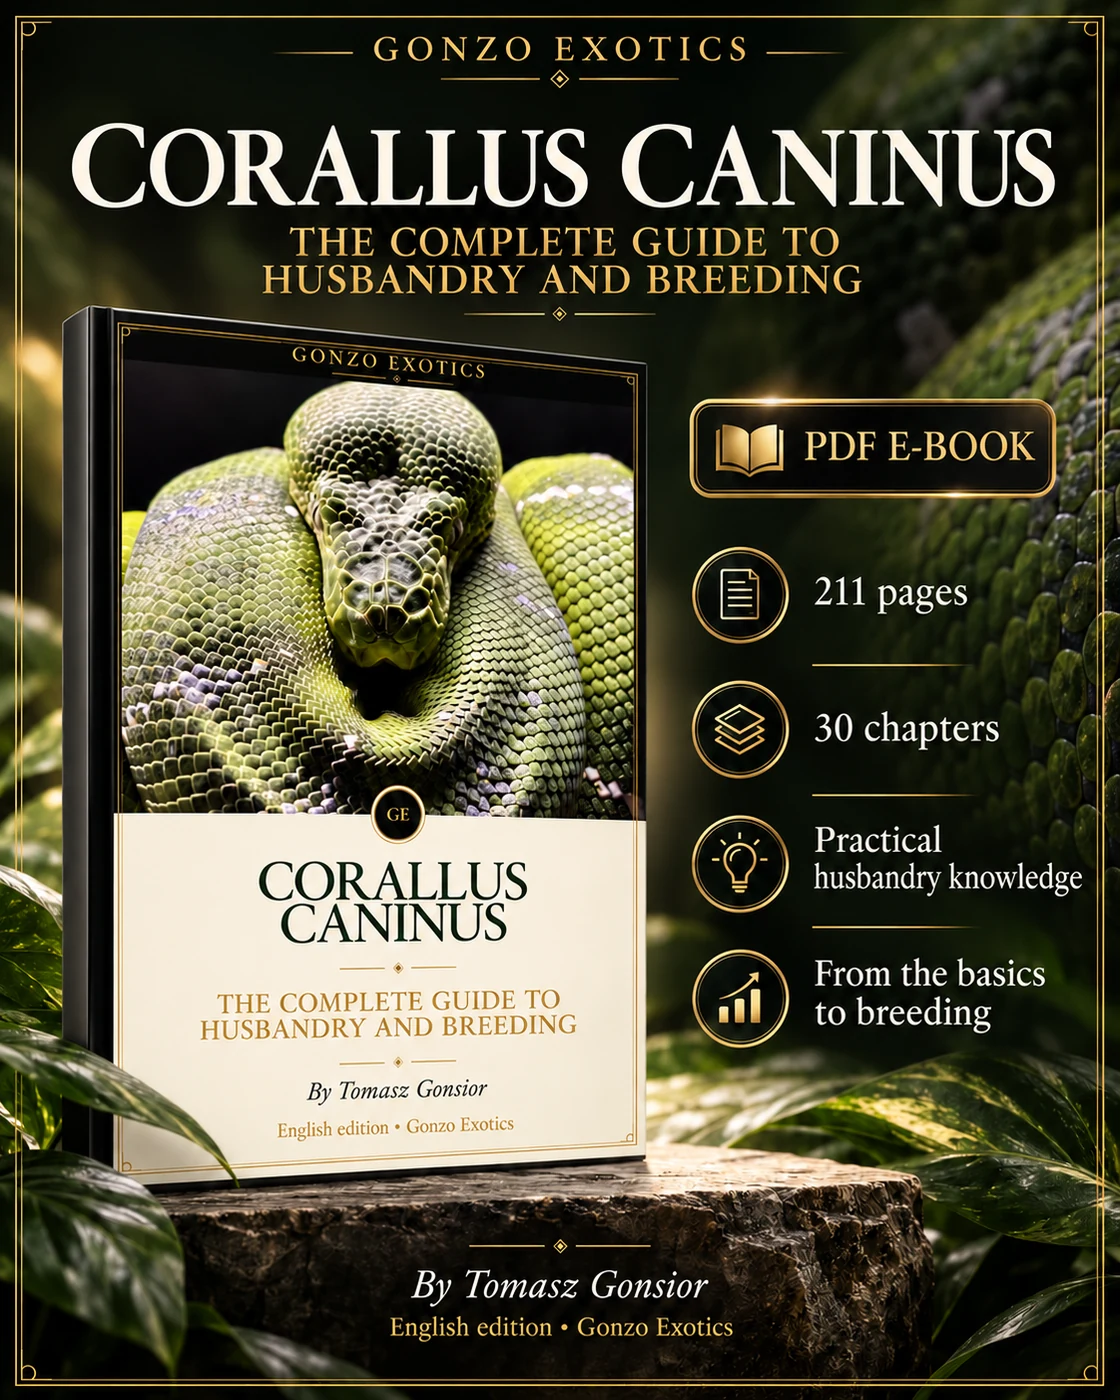 GONZO EXOTICS
CORALLUS CANINUS
THE COMPLETE GUIDE TO
HUSBANDRY AND BREEDING
GONZO EXOTICS
GE
CORALLUS
CANINUS
THE COMPLETE GUIDE TO
HUSBANDRY AND BREEDING
By Tomasz Gonsior
English edition • Gonzo Exotics
PDF E-BOOK
211 pages
30 chapters
Practical
husbandry knowledge
From the basics
to breeding
By Tomasz Gonsior
English edition • Gonzo Exotics